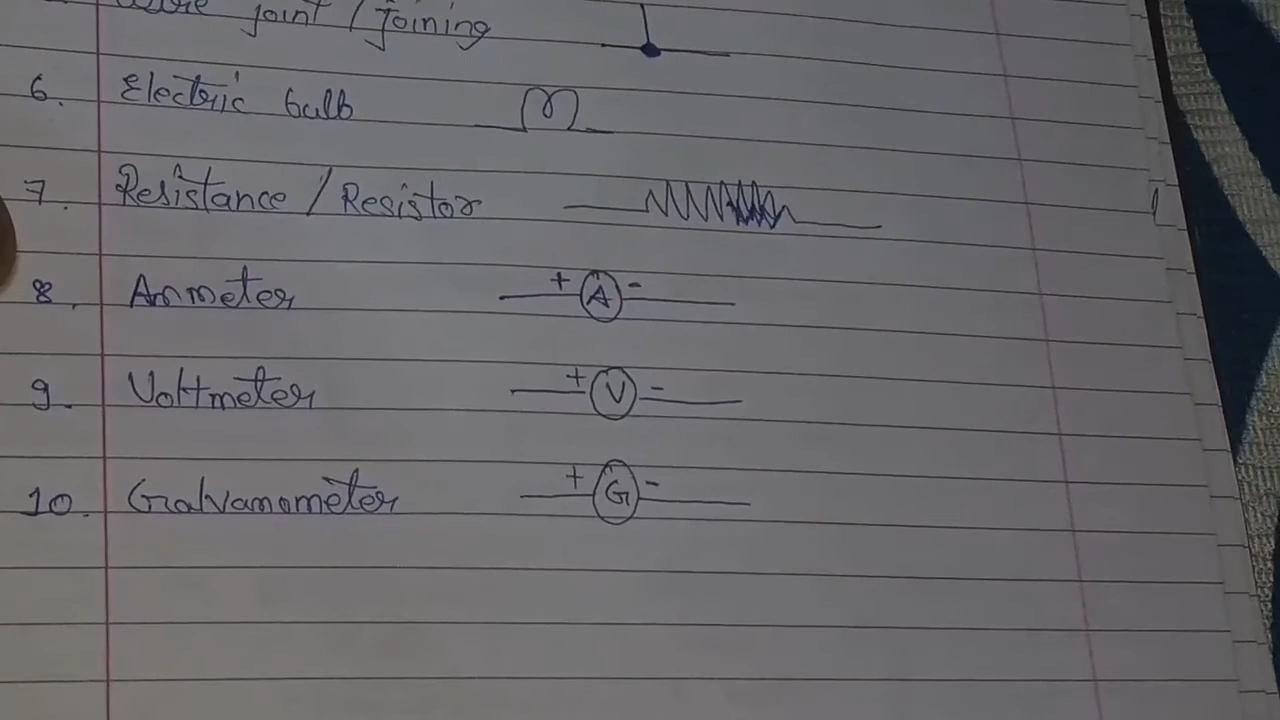 joint / joining
6. Electric bulb
7. Resistance / Resistor
8. Ammeter + A -
9. Voltmeter + V -
10. Galvanometer + G -